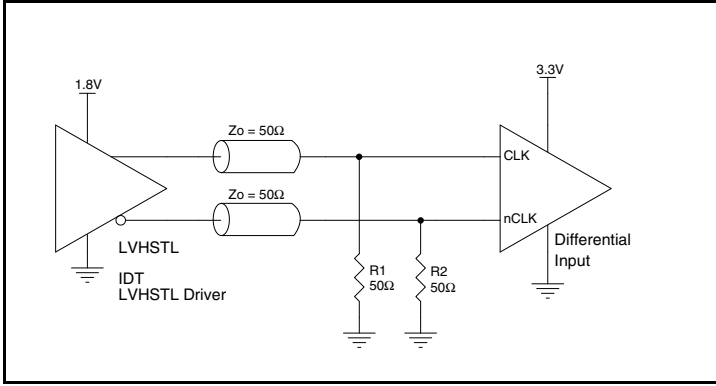 1.8V
3.3V
Zo = 50Ω
CLK
Zo = 50Ω
nCLK
LVHSTL
Differential
Input
IDT
LVHSTL Driver
R1
50Ω
R2
50Ω